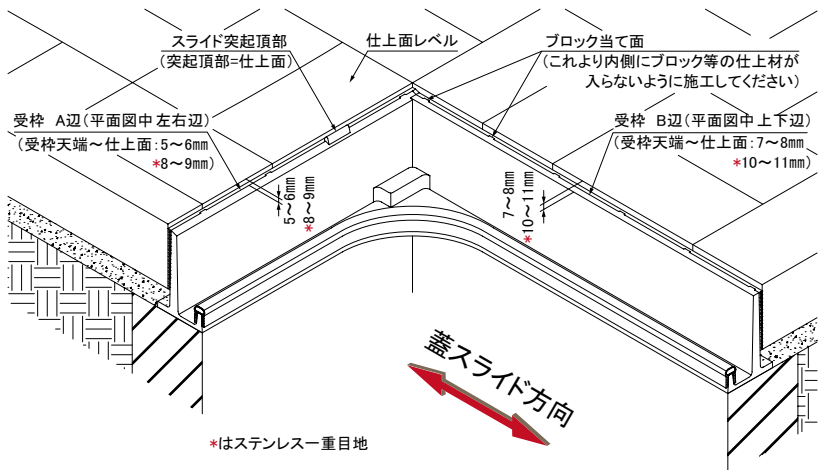 スライド突起頂部
(突起頂部=仕上面)
仕上面レベル
ブロック当て面
(これより内側にブロック等の仕上材が
入らないように施工してください)
受枠 A辺(平面図中 左右辺)
(受枠天端～仕上面:5～6mm
*8～9mm)
受枠 B辺(平面図中 上下辺)
(受枠天端～仕上面:7～8mm
*10～11mm)
5～6mm
*8～9mm
7～8mm
*10～11mm
蓋スライド方向
*はステンレス一重目地